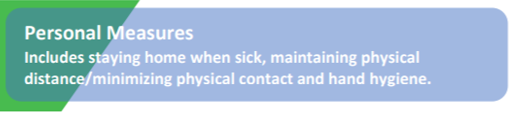 Personal Measures
Includes staying home when sick, maintaining physical
distance/minimizing physical contact and hand hygiene.